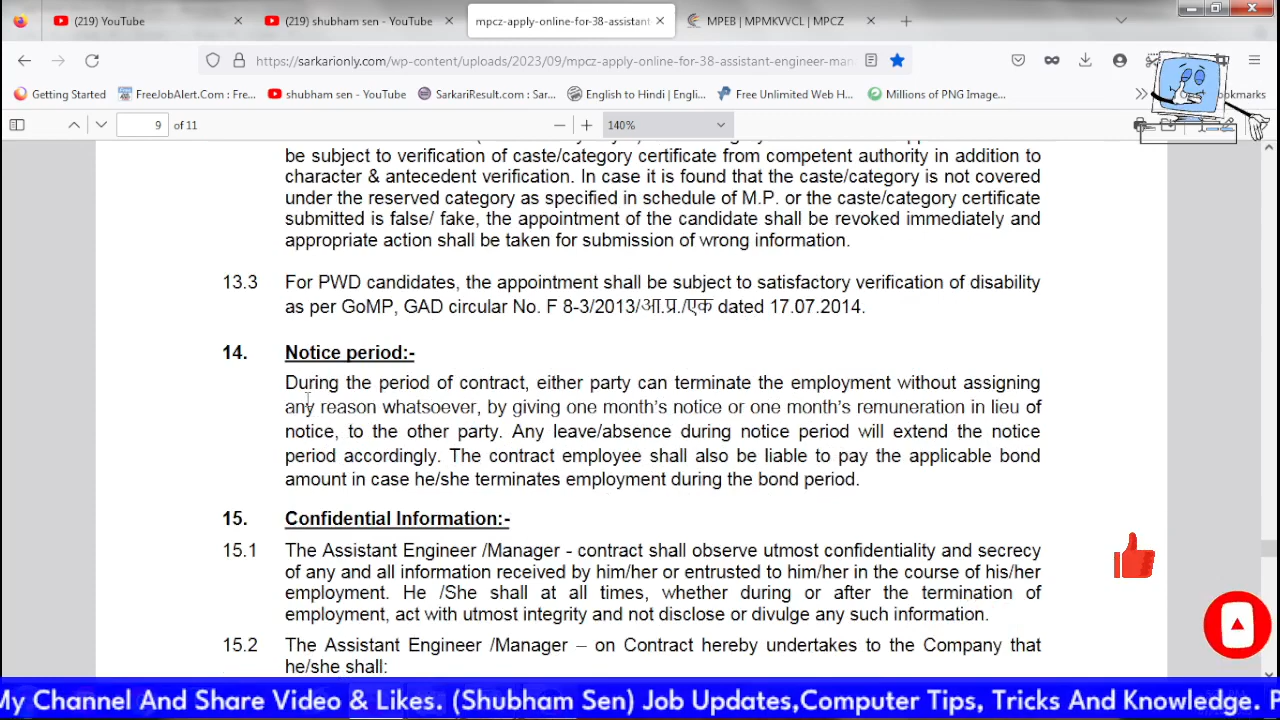 (219) YouTube
(219) shubham sen - YouTube
mpcz-apply-online-for-38-assistant
MPEB | MPMKVVCL | MPCZ
https://sarkarionly.com/wp-content/uploads/2023/09/mpcz-apply-online-for-38-assistant-engineer-man
Getting Started
FreeJobAlert.Com : Fre...
shubham sen - YouTube
SarkariResult.com : Sar...
English to Hindi | Engli...
Free Unlimited Web H...
Millions of PNG Image...
9 of 11
140%
be subject to verification of caste/category certificate from competent authority in addition to
character & antecedent verification. In case it is found that the caste/category is not covered
under the reserved category as specified in schedule of M.P. or the caste/category certificate
submitted is false/ fake, the appointment of the candidate shall be revoked immediately and
appropriate action shall be taken for submission of wrong information.
13.3 For PWD candidates, the appointment shall be subject to satisfactory verification of disability
as per GoMP, GAD circular No. F 8-3/2013/आ.प्र./एक dated 17.07.2014.
14. Notice period:-
During the period of contract, either party can terminate the employment without assigning
any reason whatsoever, by giving one month's notice or one month's remuneration in lieu of
notice, to the other party. Any leave/absence during notice period will extend the notice
period accordingly. The contract employee shall also be liable to pay the applicable bond
amount in case he/she terminates employment during the bond period.
15. Confidential Information:-
15.1 The Assistant Engineer /Manager - contract shall observe utmost confidentiality and secrecy
of any and all information received by him/her or entrusted to him/her in the course of his/her
employment. He /She shall at all times, whether during or after the termination of
employment, act with utmost integrity and not disclose or divulge any such information.
15.2 The Assistant Engineer /Manager – on Contract hereby undertakes to the Company that
he/she shall:
My Channel And Share Video & Likes. (Shubham Sen) Job Updates,Computer Tips, Tricks And Knowledge. P